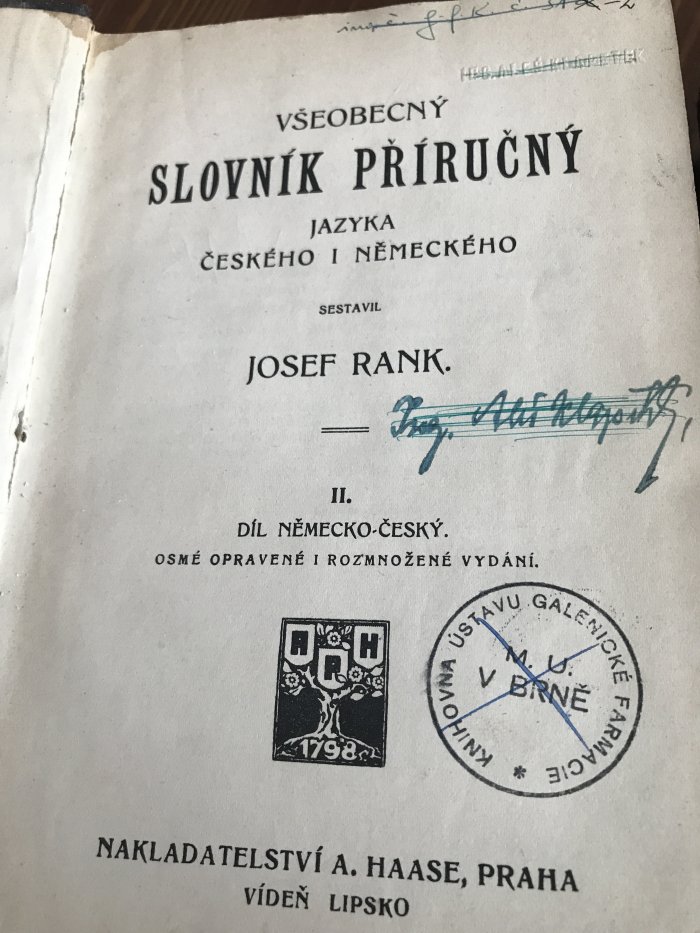 VŠEOBECNÝ
SLOVNÍK PŘÍRUČNÝ
JAZYKA
ČESKÉHO I NĚMECKÉHO
SESTAVIL
JOSEF RANK.
Ing.
II.
DÍL NĚMECKO-ČESKÝ.
OSMÉ OPRAVENÉ I ROZMNOŽENÉ VYDÁNÍ.
A R H
1798
KNIHOVNA ÚSTAVU GALENICKÉ FARMACIE *
M. U.
V BRNĚ
NAKLADATELSTVÍ A. HAASE, PRAHA
VÍDEŇ LIPSKO